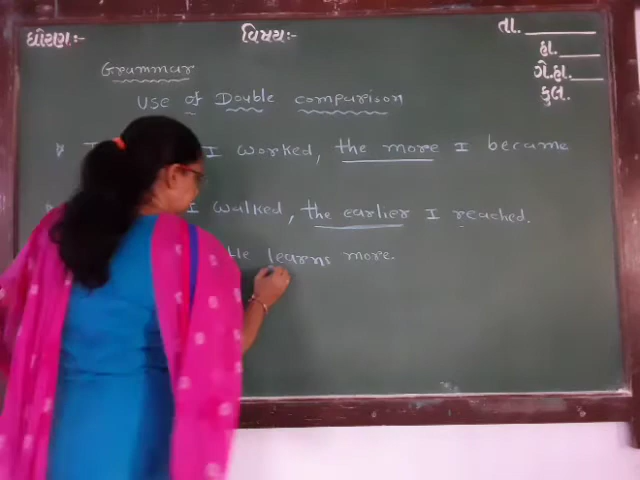 ધોરણ:-
વિષય:-
તા.
હા.
ગે.હા.
કુલ.
Grammar
Use of Double comparison
I worked, the more I became
I walked, the earlier I reached.
He learns more.